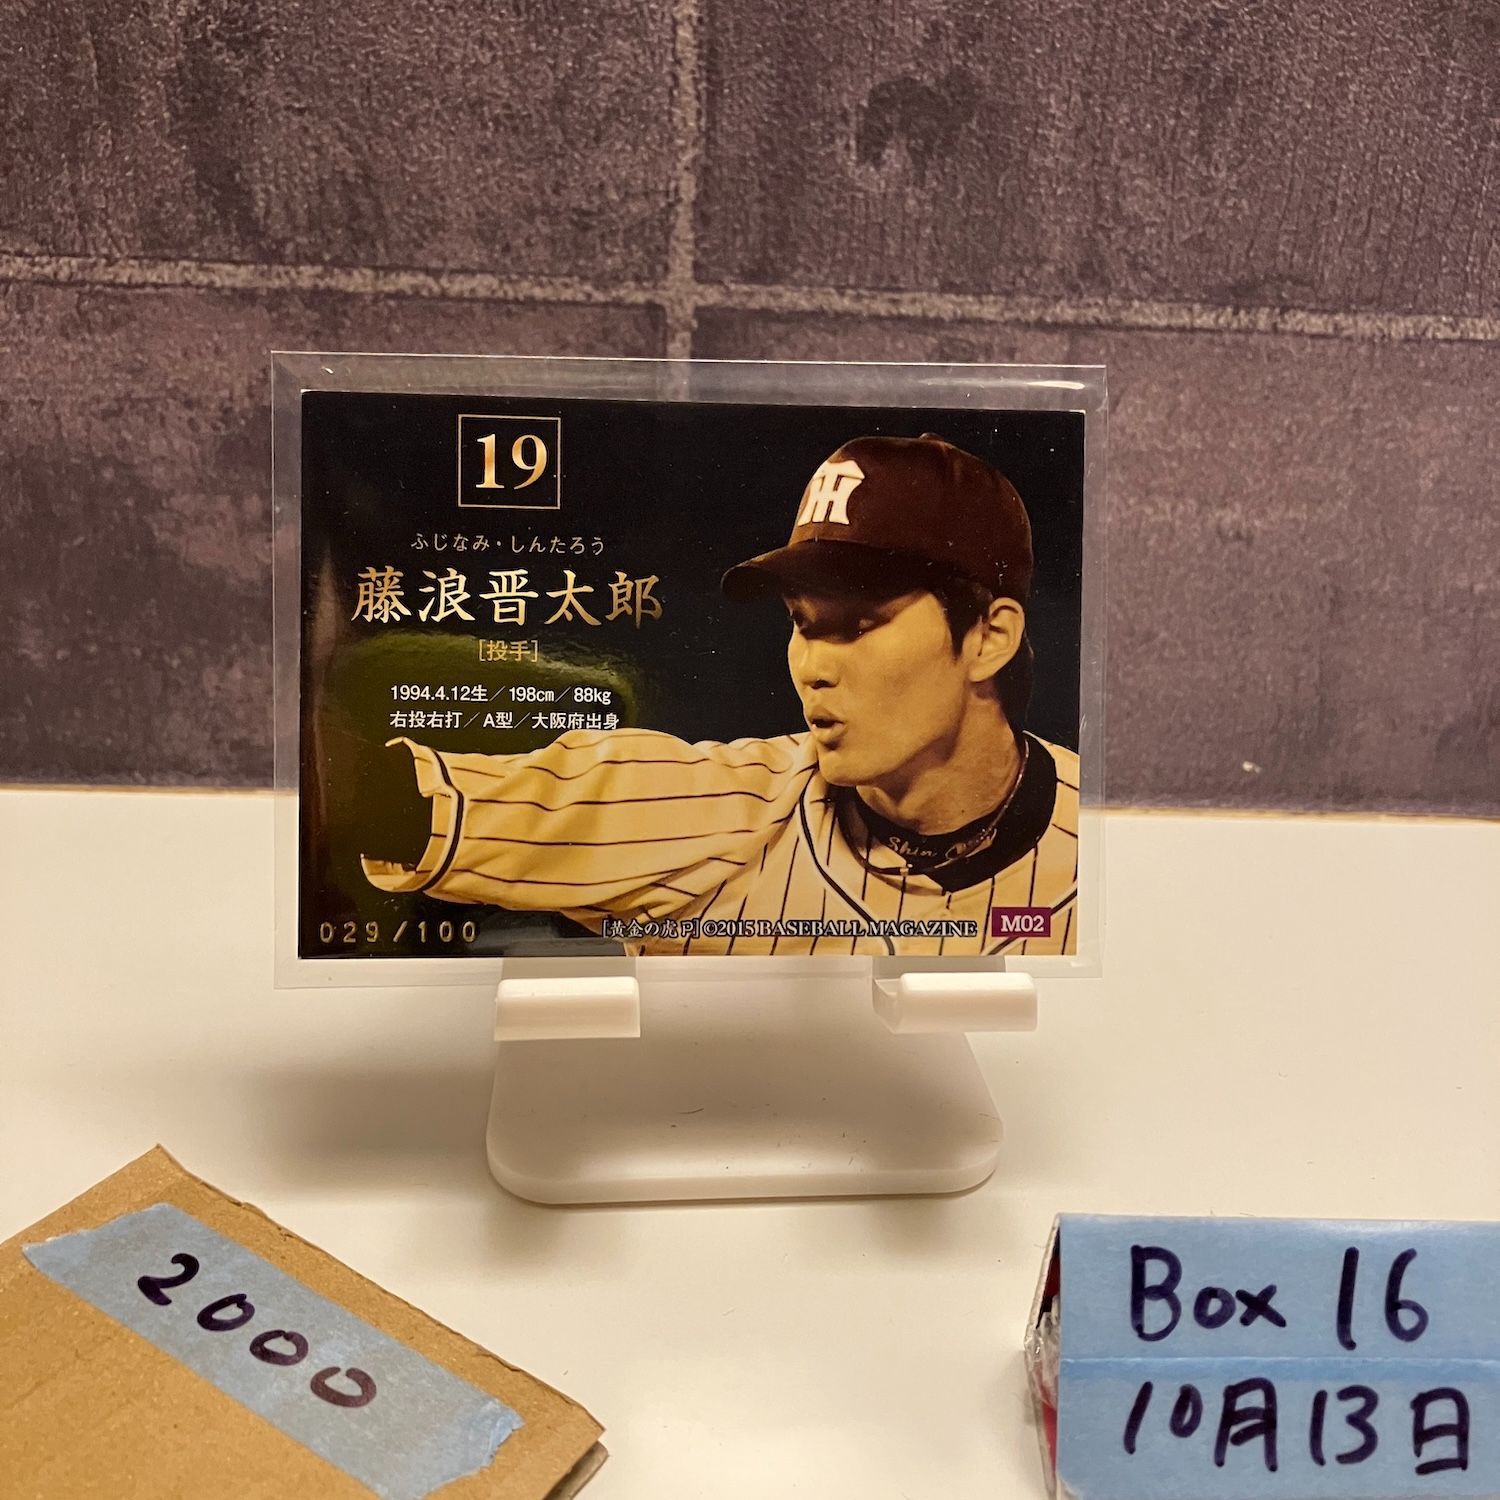 19
ふじなみ・しんたろう
藤浪晋太郎
[投手]
1994.4.12生／198㎝／88kg
右投右打／A型／大阪府出身
TH
Shin
029/100
[黄金の虎P]©2015 BASEBALL MAGAZINE
M02
2000
Box 16
10月13日